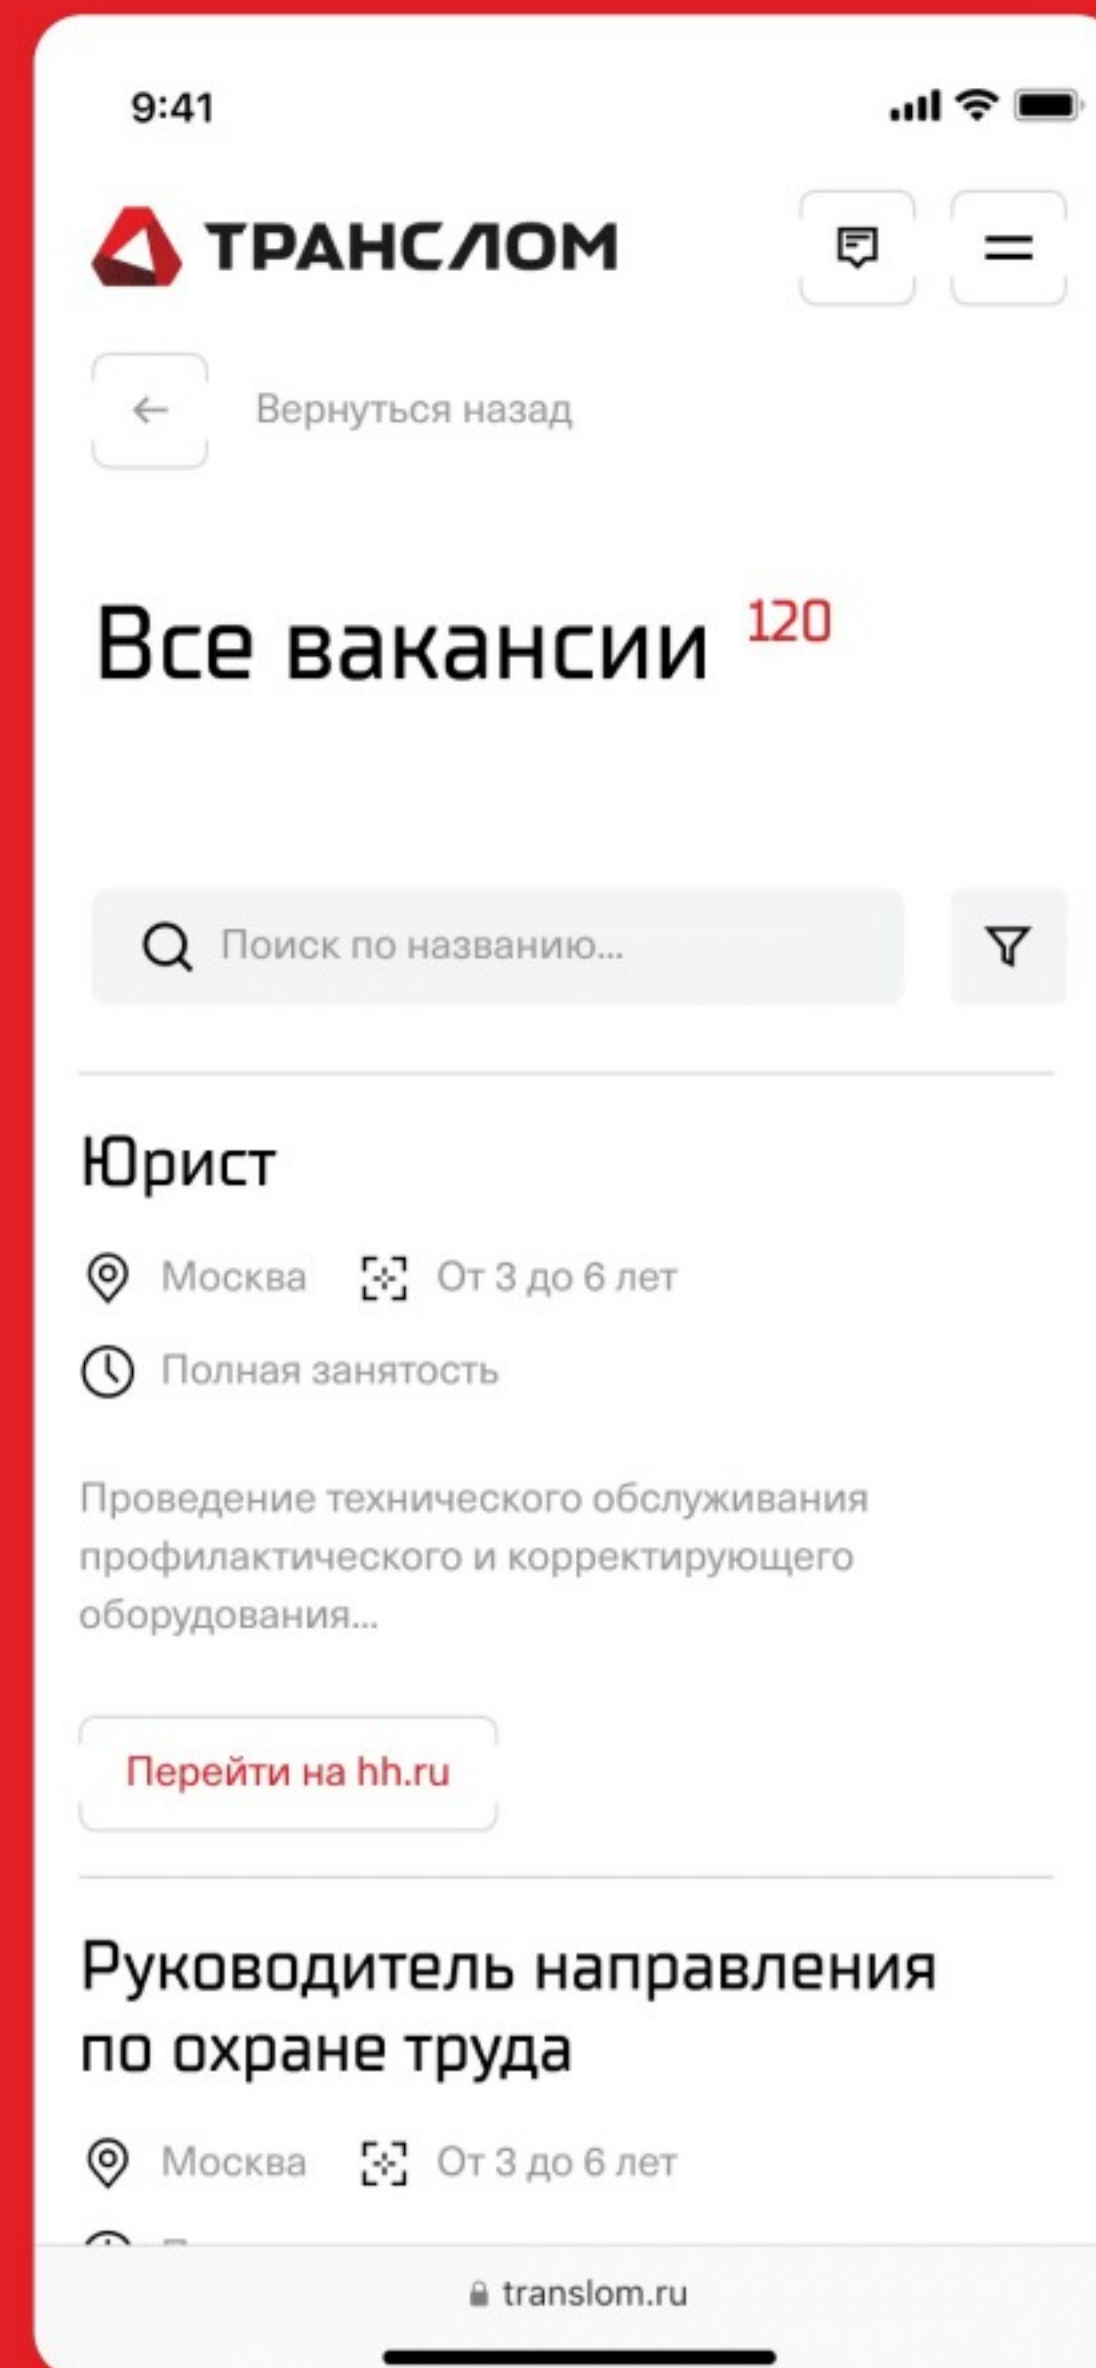 9:41
ТРАНСЛОМ
Вернуться назад
Все вакансии 120
Поиск по названию...
Юрист
Москва От 3 до 6 лет
Полная занятость
Проведение технического обслуживания
профилактического и корректирующего
оборудования...
Перейти на hh.ru
Руководитель направления
по охране труда
Москва От 3 до 6 лет
translom.ru